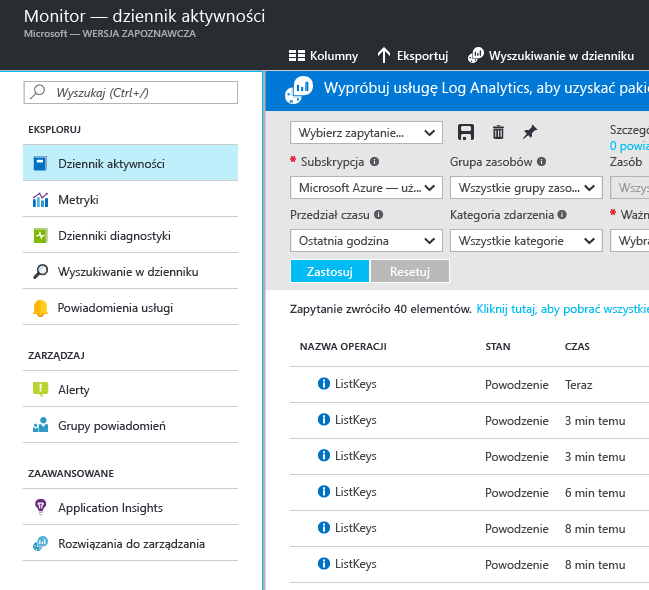 Monitor — dziennik aktywności
Microsoft — WERSJA ZAPOZNAWCZA
Kolumny Eksportuj Wyszukiwanie w dzienniku
Wyszukaj (Ctrl+/)
EKSPLORUJ
Dziennik aktywności
Metryki
Dzienniki diagnostyki
Wyszukiwanie w dzienniku
Powiadomienia usługi
ZARZĄDZAJ
Alerty
Grupy powiadomień
ZAAWANSOWANE
Application Insights
Rozwiązania do zarządzania
Wypróbuj usługę Log Analytics, aby uzyskać paki
Wybierz zapytanie... Szczegó
0 powia
* Subskrypcja Grupa zasobów Zasób
Microsoft Azure — uż... Wszystkie grupy zaso... Wszys
Przedział czasu Kategoria zdarzenia * Ważn
Ostatnia godzina Wszystkie kategorie Wybra
Zastosuj Resetuj
Zapytanie zwróciło 40 elementów. Kliknij tutaj, aby pobrać wszystkie
NAZWA OPERACJI STAN CZAS
ListKeys Powodzenie Teraz
ListKeys Powodzenie 3 min temu
ListKeys Powodzenie 3 min temu
ListKeys Powodzenie 6 min temu
ListKeys Powodzenie 8 min temu
ListKeys Powodzenie 8 min temu